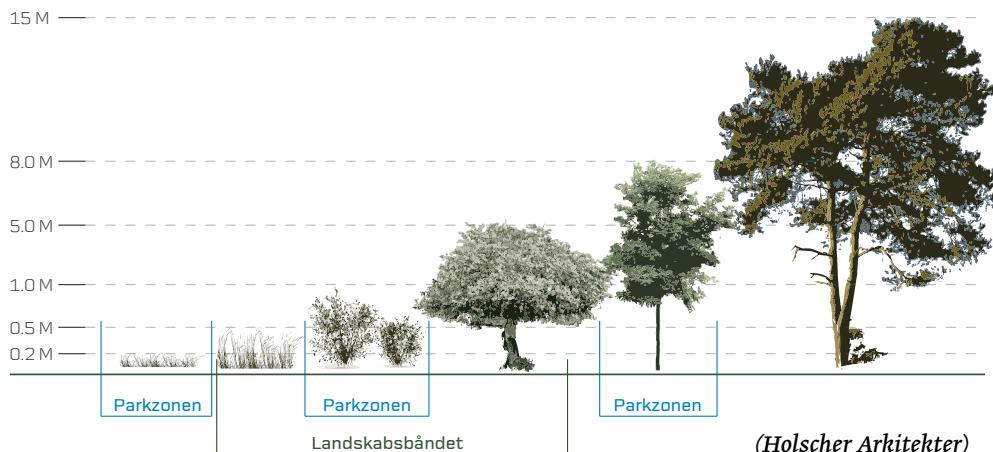 15 M
8.0 M
5.0 M
1.0 M
0.5 M
0.2 M
Parkzonen
Parkzonen
Parkzonen
Landskabsbåndet
(Holscher Arkitekter)